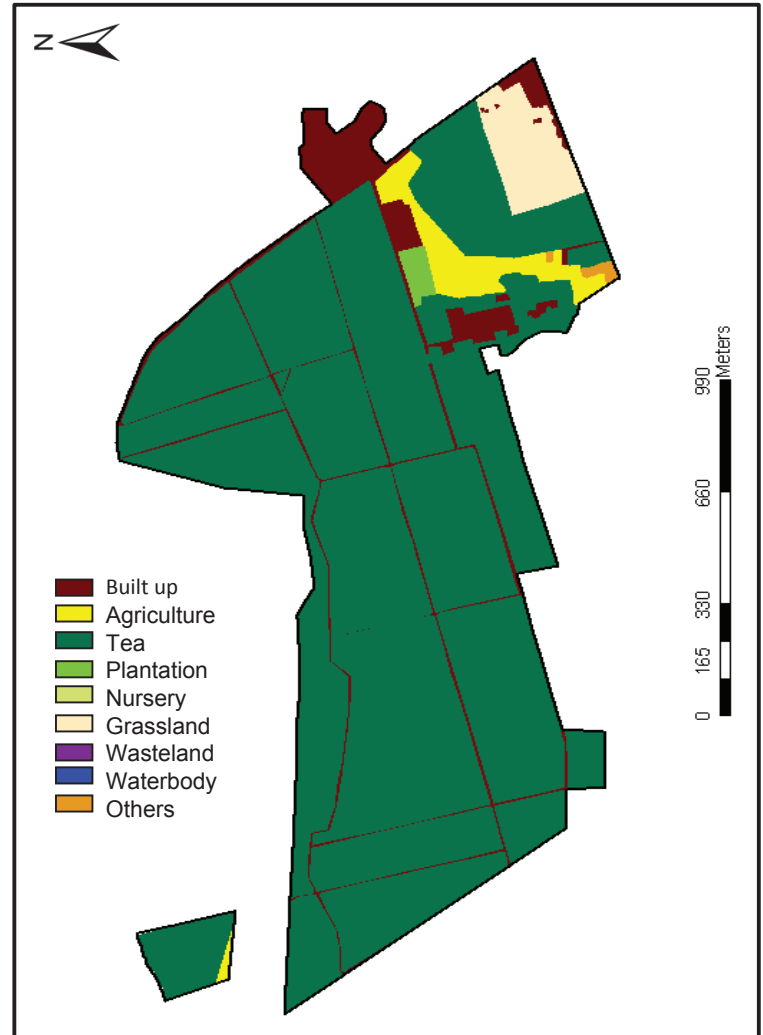 N
Built up
Agriculture
Tea
Plantation
Nursery
Grassland
Wasteland
Waterbody
Others
0 165 330 660 990
Meters